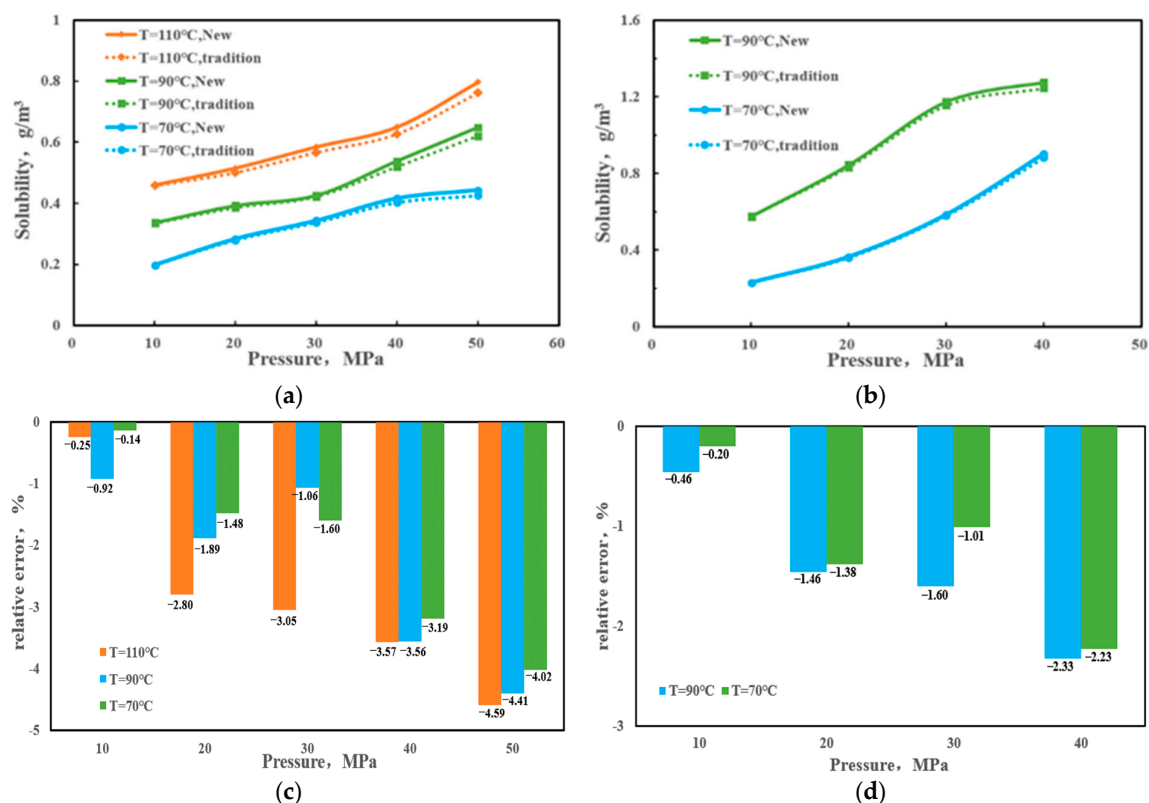 1
0.8
0.6
0.4
0.2
0
Solubility，g/m³
T=110℃,New
T=110℃,tradition
T=90℃,New
T=90℃,tradition
T=70℃,New
T=70℃,tradition
0 10 20 30 40 50 60
Pressure，MPa
(a)
1.6
1.2
0.8
0.4
0
Solubility，g/m³
T=90℃,New
T=90℃,tradition
T=70℃,New
T=70℃,tradition
0 10 20 30 40 50
Pressure，MPa
(b)
0
-1
-2
-3
-4
-5
relative error，%
−0.25
−0.92
−0.14
−2.80
−1.89
−1.48
−3.05
−1.06
−1.60
−3.57
−3.56
−3.19
−4.59
−4.41
−4.02
T=110℃
T=90℃
T=70℃
10 20 30 40 50
Pressure，MPa
(c)
0
-1
-2
-3
relative error，%
−0.46
−0.20
−1.46
−1.38
−1.60
−1.01
−2.33
−2.23
T=90℃ T=70℃
10 20 30 40
Pressure，MPa
(d)